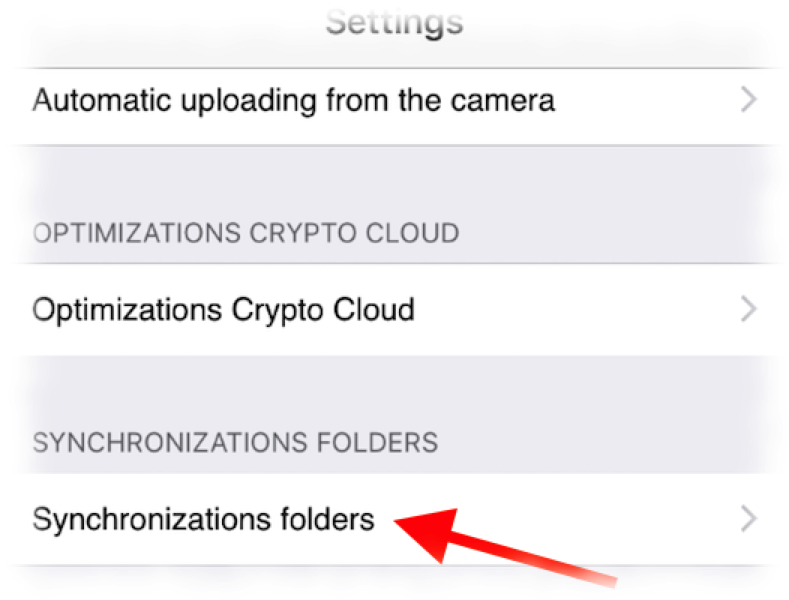 Settings
Automatic uploading from the camera
OPTIMIZATIONS CRYPTO CLOUD
Optimizations Crypto Cloud
SYNCHRONIZATIONS FOLDERS
Synchronizations folders